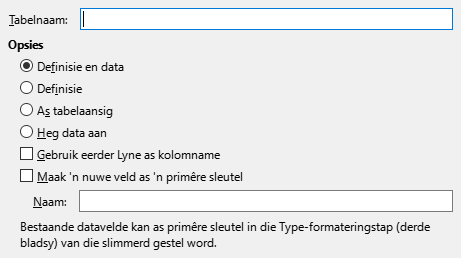 Tabelnaam:
Opsies
Definisie en data
Definisie
As tabelaansig
Heg data aan
Gebruik eerder Lyne as kolomname
Maak 'n nuwe veld as 'n primêre sleutel
Naam:
Bestaande datavelde kan as primêre sleutel in die Type-formateringstap (derde
bladsy) van die slimmerd gestel word.